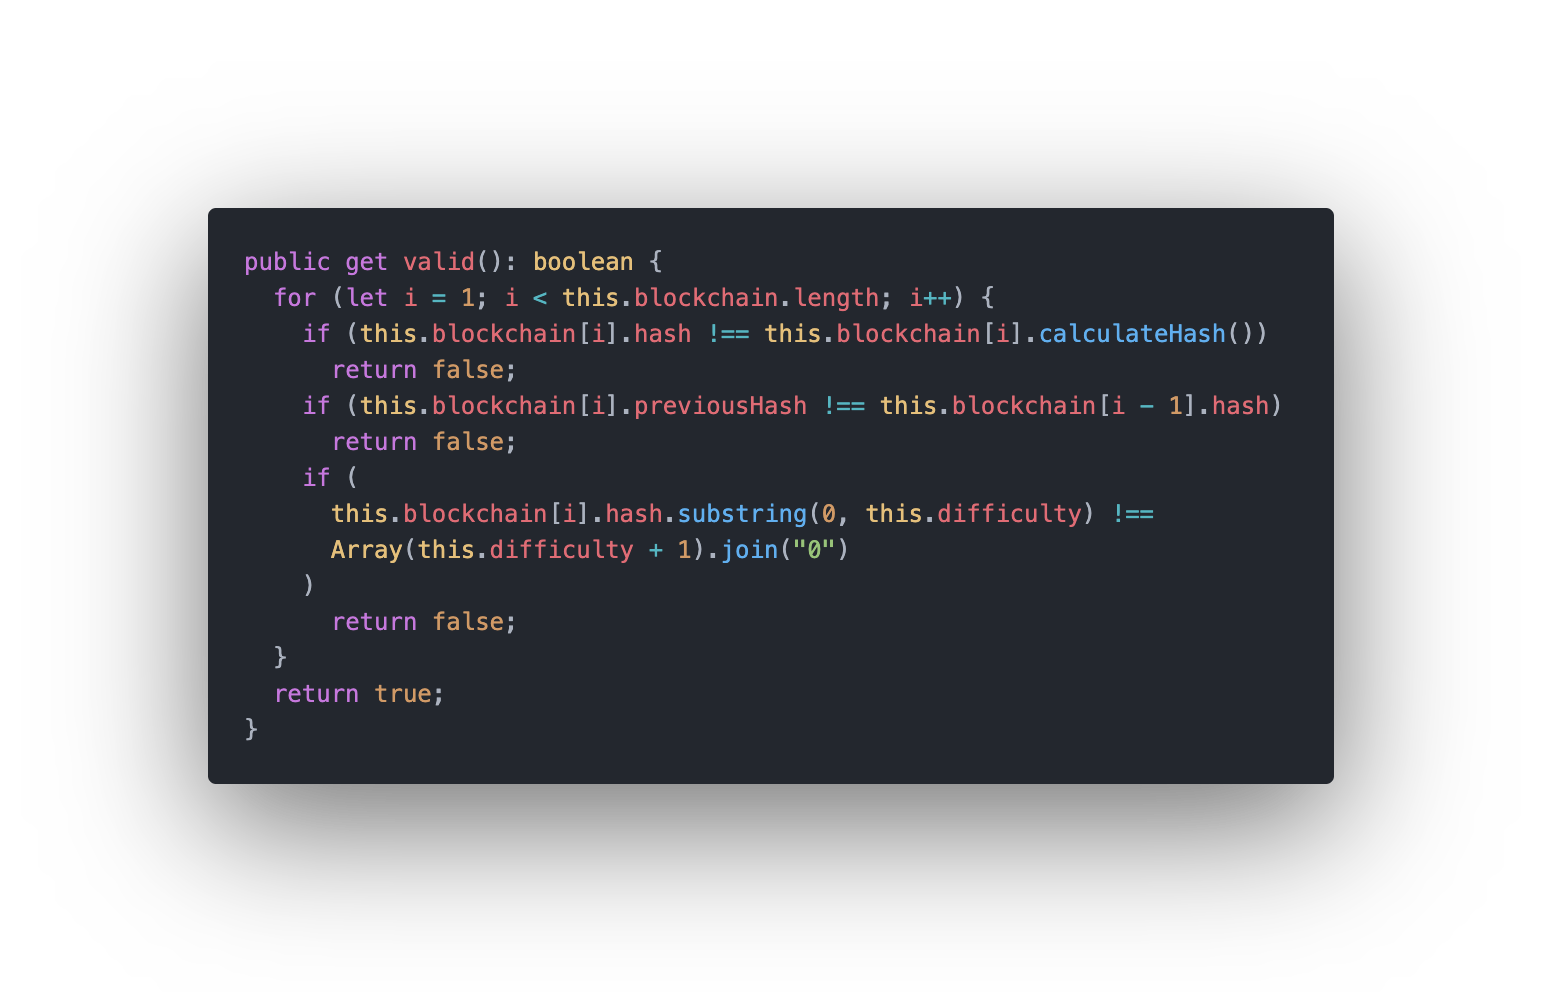 public get valid(): boolean {
  for (let i = 1; i < this.blockchain.length; i++) {
    if (this.blockchain[i].hash !== this.blockchain[i].calculateHash())
      return false;
    if (this.blockchain[i].previousHash !== this.blockchain[i - 1].hash)
      return false;
    if (
      this.blockchain[i].hash.substring(0, this.difficulty) !==
      Array(this.difficulty + 1).join("0")
    )
      return false;
  }
  return true;
}